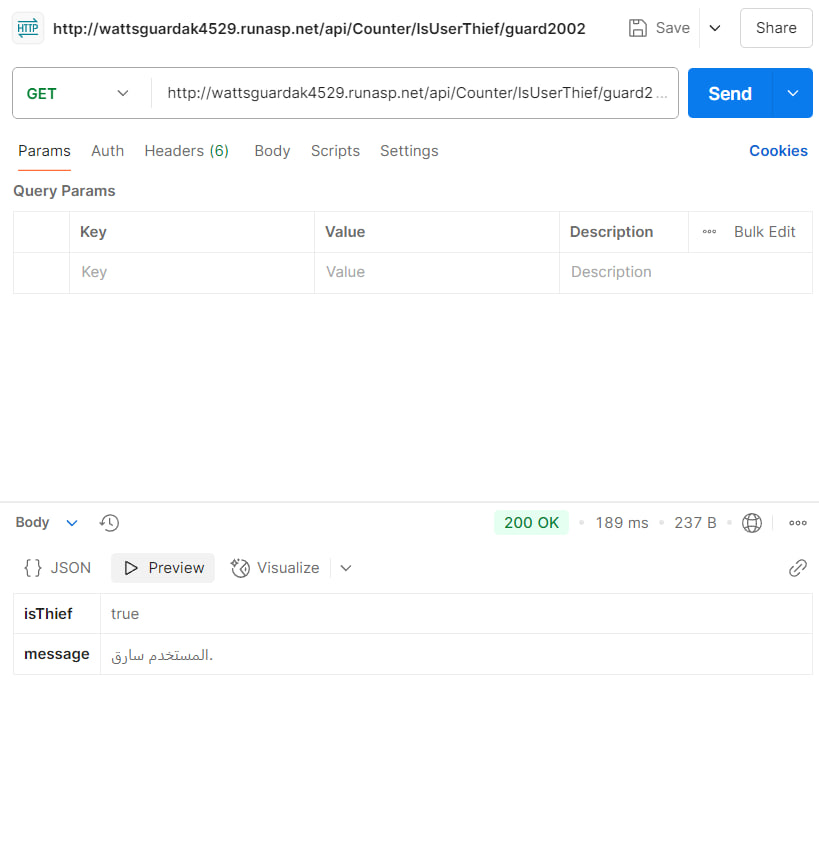 HTTP http://wattsguardak4529.runasp.net/api/Counter/IsUserThief/guard2002 Save Share
GET http://wattsguardak4529.runasp.net/api/Counter/IsUserThief/guard2 ... Send
Params Auth Headers (6) Body Scripts Settings Cookies
Query Params
Key Value Description Bulk Edit
Key Value Description
Body 200 OK 189 ms 237 B
{} JSON Preview Visualize
isThief true
message المستخدم سارق.